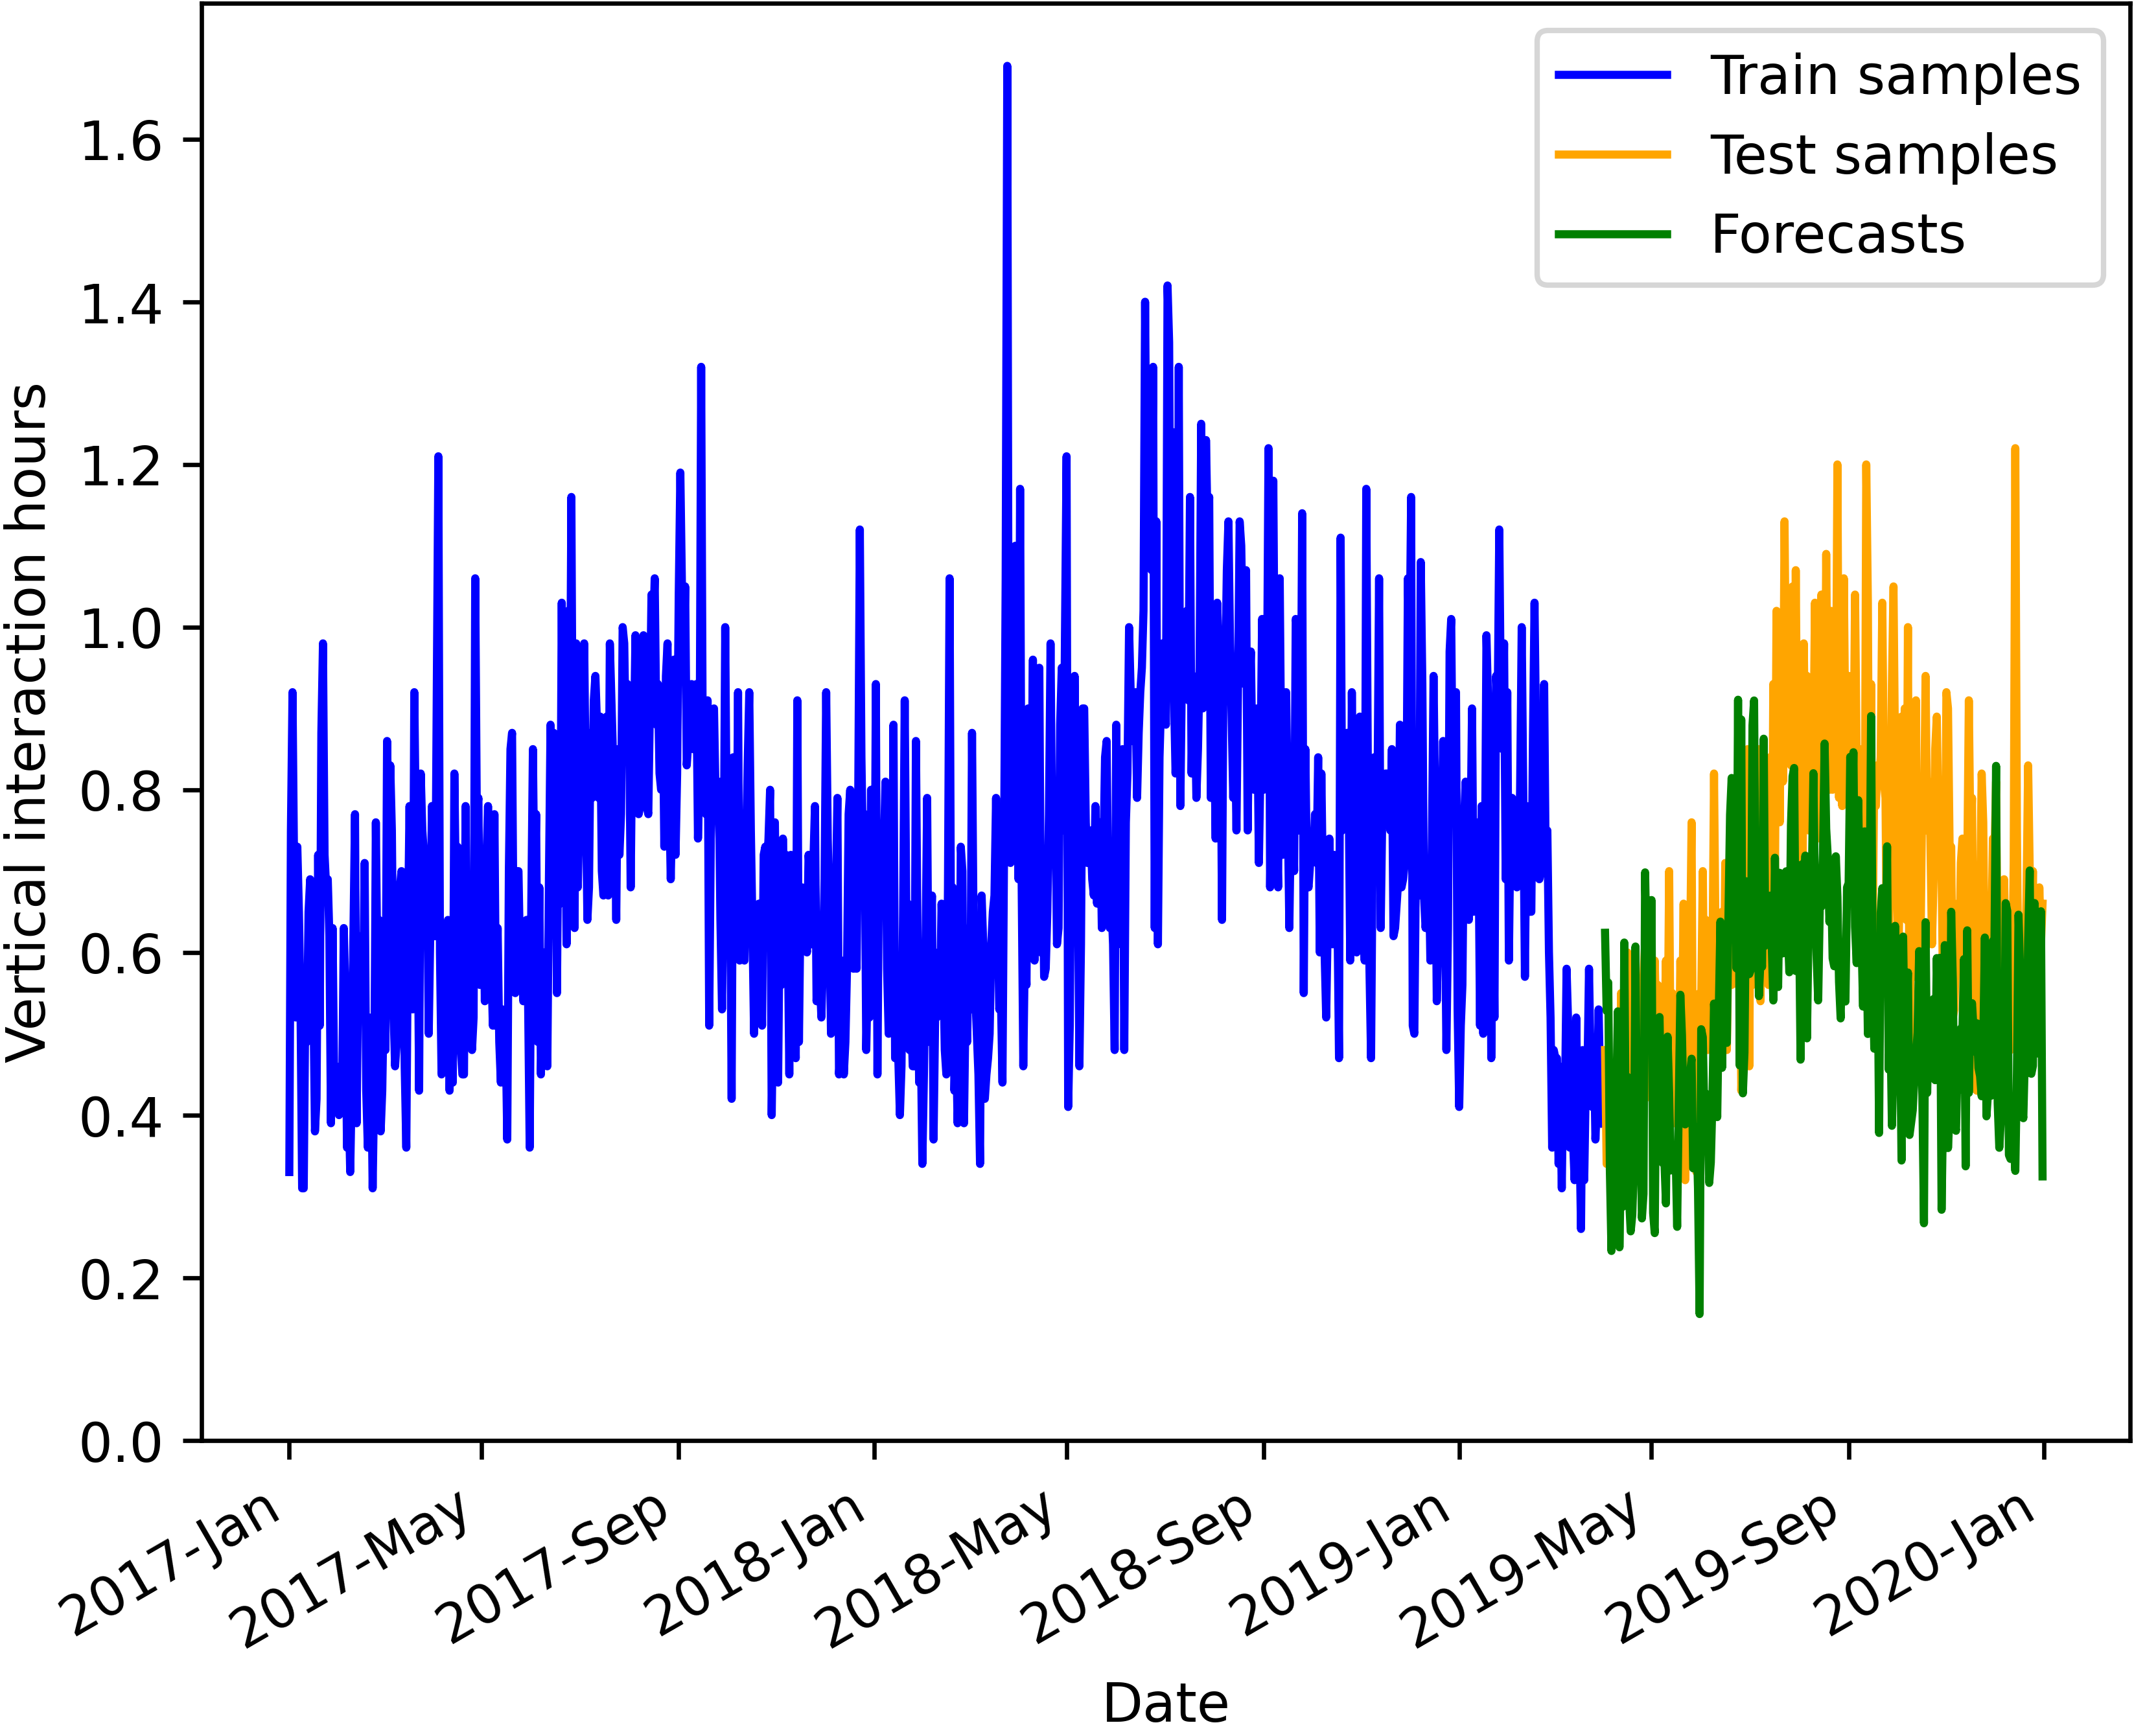 Train samples
Test samples
Forecasts
Vertical interaction hours
1.6
1.4
1.2
1.0
0.8
0.6
0.4
0.2
0.0
2017-Jan
2017-May
2017-Sep
2018-Jan
2018-May
2018-Sep
2019-Jan
2019-May
2019-Sep
2020-Jan
Date